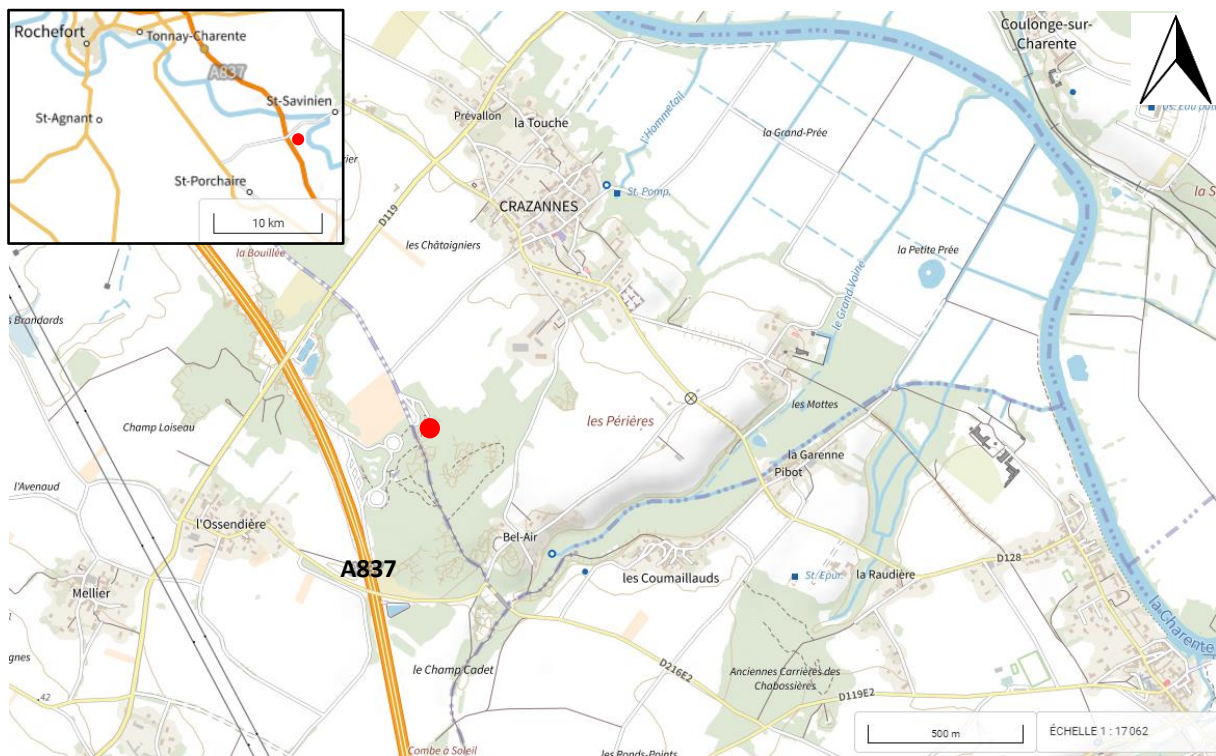 Rochefort
Tonnay-Charente
A837
St-Savinien
St-Agnant
St-Porchaire
10 km
Coulonge-sur-
Charente
Prévallon
la Touche
l'Hommefail
la Grand-Prée
St. Pomp.
CRAZANNES
D119
les Châtaigniers
la Bouillée
la Petite Prée
le Grand Voiné
Brandards
les Périères
les Mottes
Champ Loiseau
la Garenne
Pibot
l'Avenaud
l'Ossendière
Bel-Air
A837
D128
les Coumaillauds
St. Epur.
la Raudière
Mellier
la Charente
le Champ Cadet
D216E2
Anciennes Carrières des
Chabossières
D119E2
42
500 m
ÉCHELLE 1 : 17 062
Combe à Soleil
les Ronds-Points